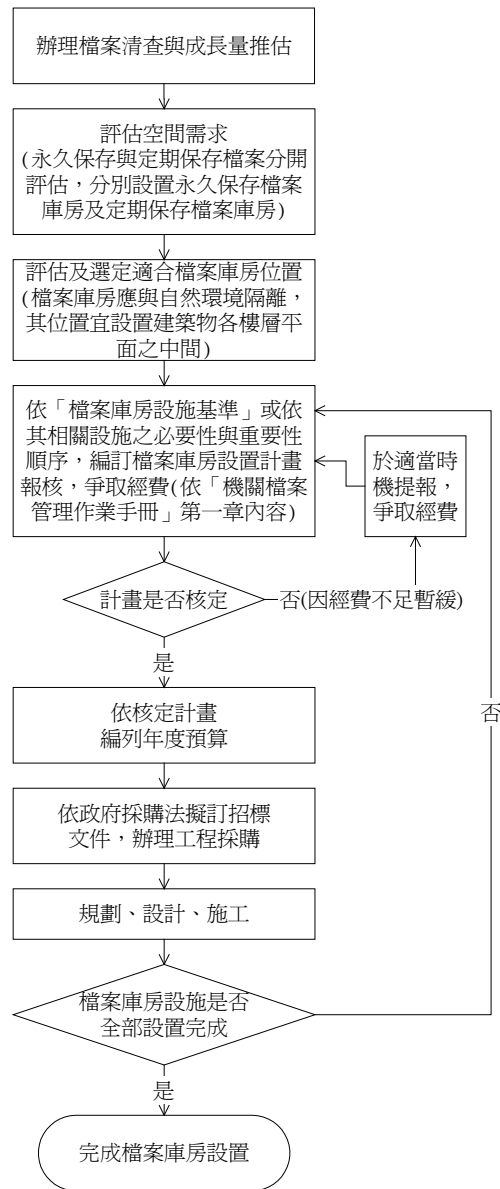 辦理檔案清查與成長量推估
評估空間需求
(永久保存與定期保存檔案分開
評估，分別設置永久保存檔案
庫房及定期保存檔案庫房)
評估及選定適合檔案庫房位置
(檔案庫房應與自然環境隔離，
其位置宜設置建築物各樓層平
面之中間)
依「檔案庫房設施基準」或依
其相關設施之必要性與重要性
順序，編訂檔案庫房設置計畫
報核，爭取經費(依「機關檔案
管理作業手冊」第一章內容)
於適當時
機提報，
爭取經費
計畫是否核定
否(因經費不足暫緩)
是
依核定計畫
編列年度預算
否
依政府採購法擬訂招標
文件，辦理工程採購
規劃、設計、施工
檔案庫房設施是否
全部設置完成
是
完成檔案庫房設置